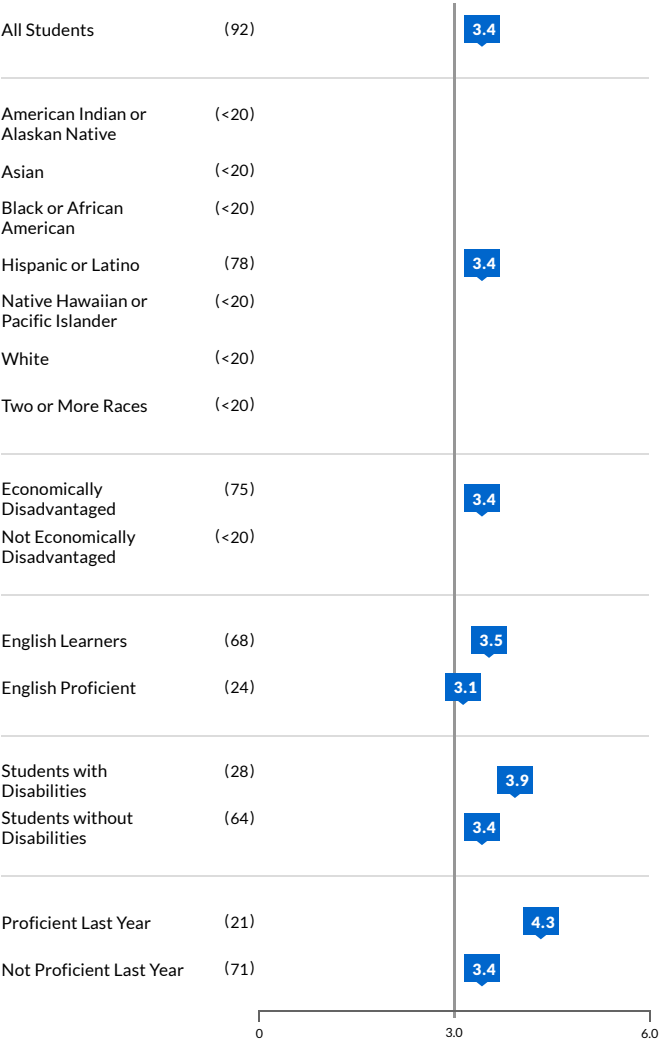 All Students (92) 3.4
American Indian or (<20)
Alaskan Native
Asian (<20)
Black or African (<20)
American
Hispanic or Latino (78) 3.4
Native Hawaiian or (<20)
Pacific Islander
White (<20)
Two or More Races (<20)
Economically (75) 3.4
Disadvantaged
Not Economically (<20)
Disadvantaged
English Learners (68) 3.5
English Proficient (24) 3.1
Students with (28) 3.9
Disabilities
Students without (64) 3.4
Disabilities
Proficient Last Year (21) 4.3
Not Proficient Last Year (71) 3.4
0 3.0 6.0